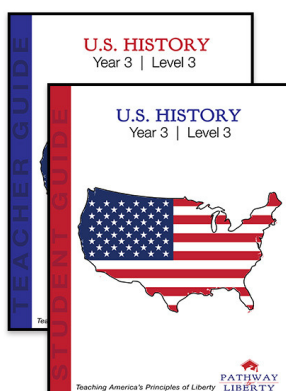 U.S. HISTORY
Year 3 | Level 3
TEACHER GUIDE
U.S. HISTORY
Year 3 | Level 3
STUDENT GUIDE
Teaching America's Principles of Liberty
PATHWAY
to
LIBERTY